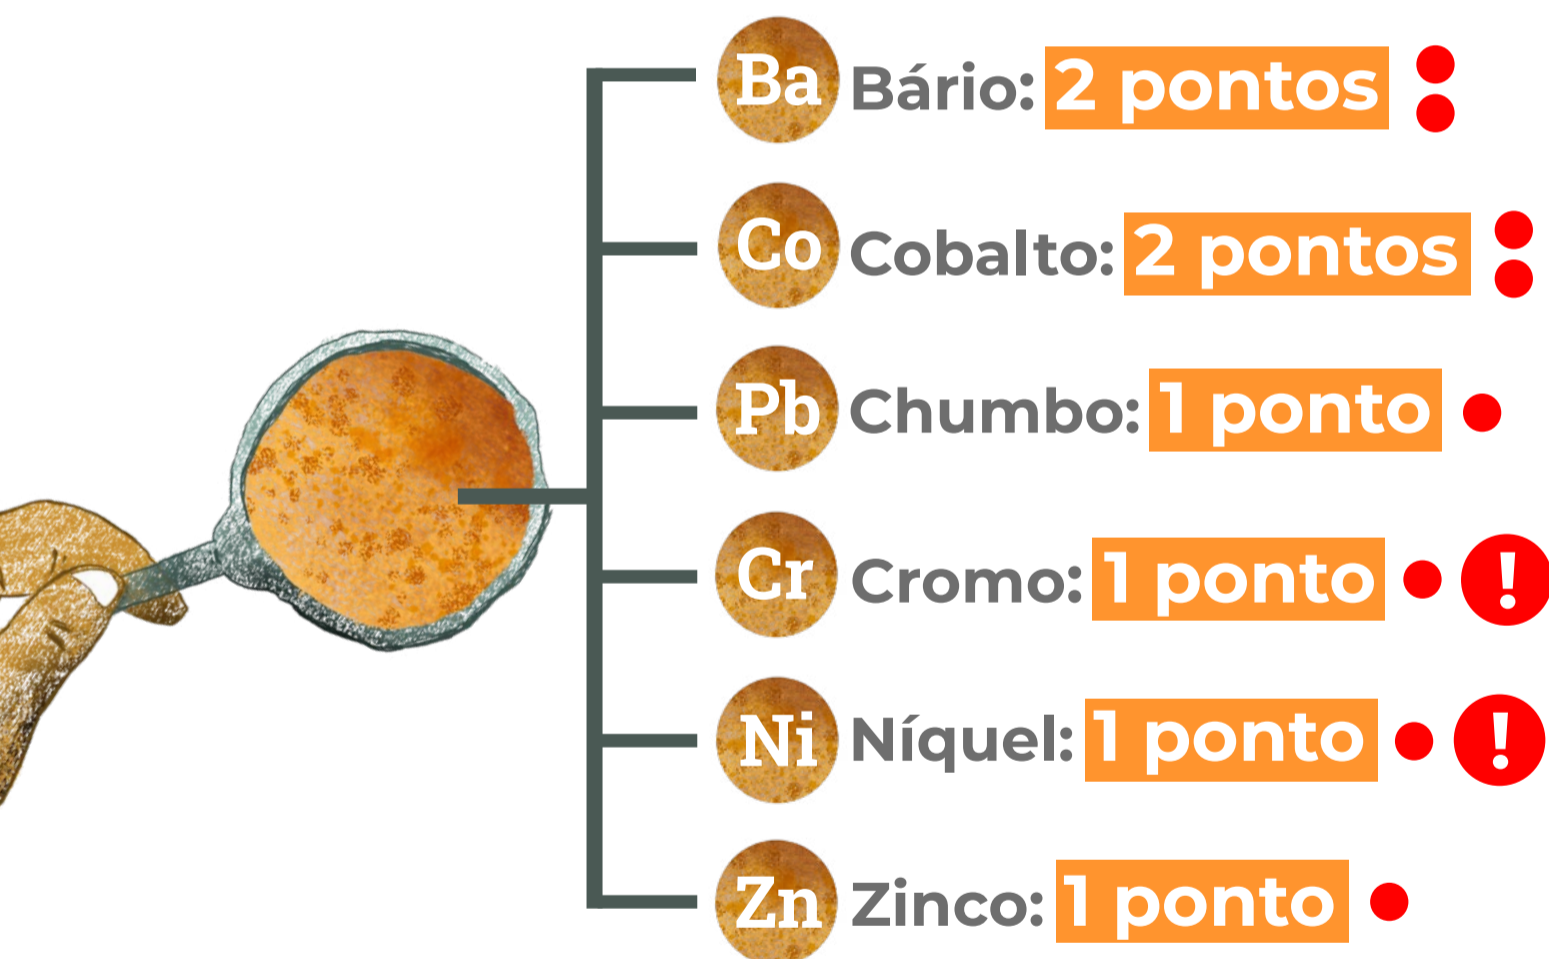 Ba Bário: 2 pontos
Co Cobalto: 2 pontos
Pb Chumbo: 1 ponto
Cr Cromo: 1 ponto !
Ni Níquel: 1 ponto !
Zn Zinco: 1 ponto